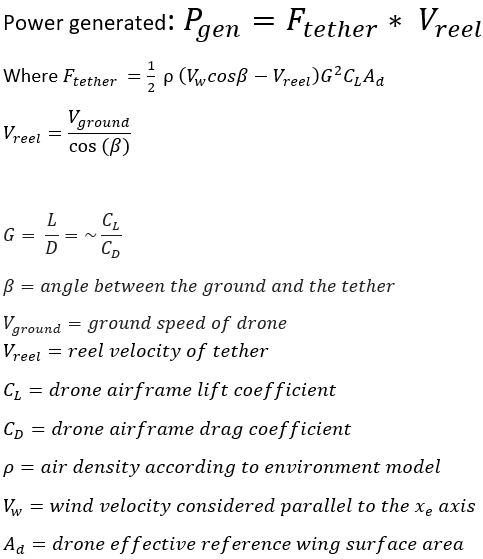 Power generated: P_gen = F_tether * V_reel
Where F_tether = 1/2 ρ (V_w cosβ − V_reel)G²C_L A_d
V_reel = V_ground / cos (β)
G = L/D = ~ C_L/C_D
β = angle between the ground and the tether
V_ground = ground speed of drone
V_reel = reel velocity of tether
C_L = drone airframe lift coefficient
C_D = drone airframe drag coefficient
ρ = air density according to environment model
V_w = wind velocity considered parallel to the x_e axis
A_d = drone effective reference wing surface area